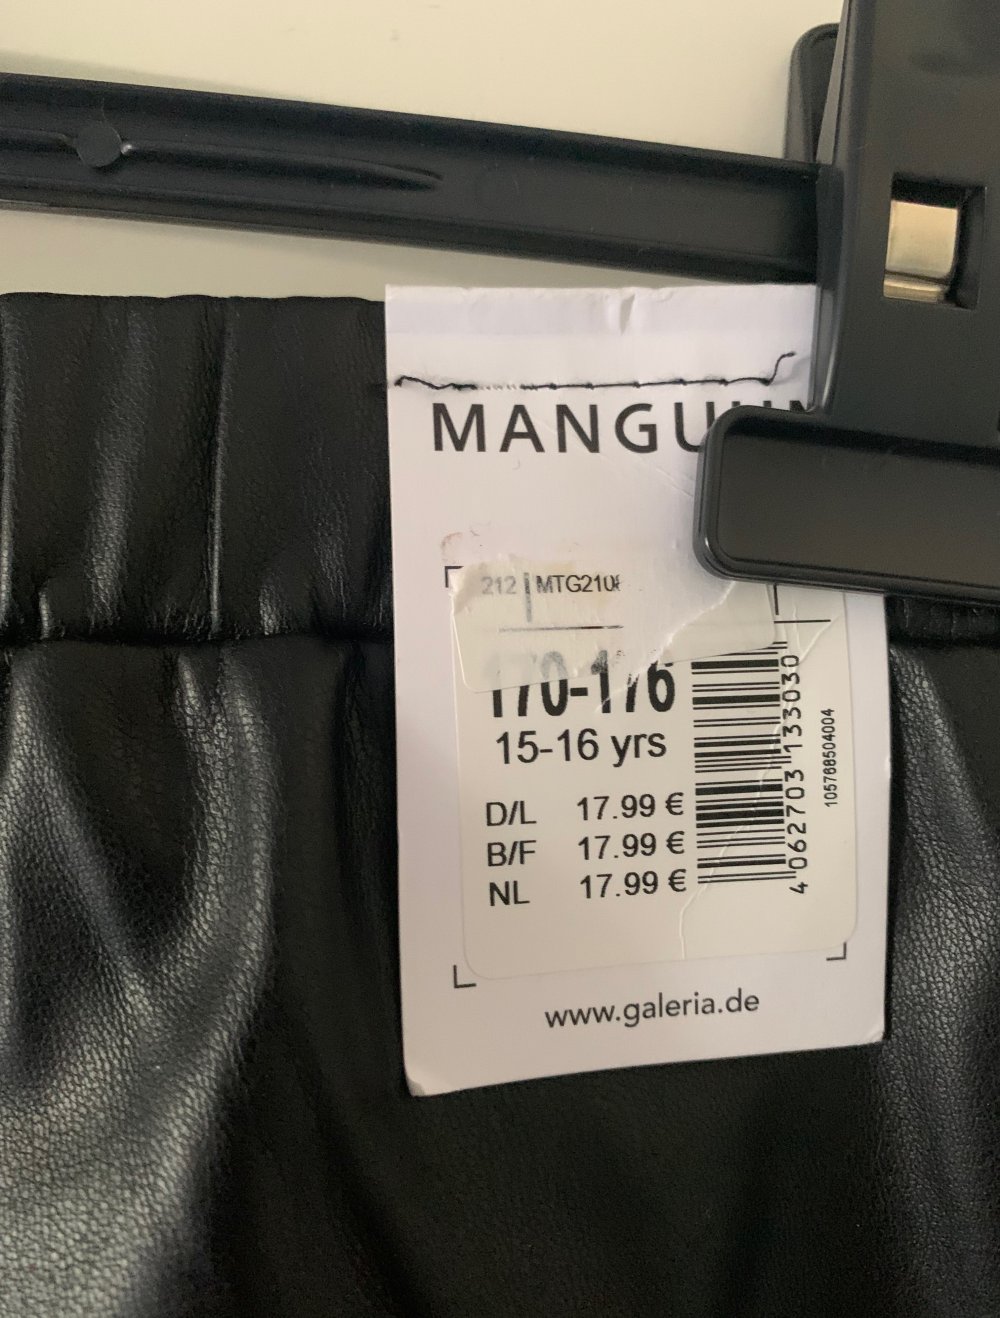 MANGU
212 | MTG210
170-176
15-16 yrs
D/L 17.99 €
B/F 17.99 €
NL 17.99 €
4 062703 133030
105768504004
www.galeria.de